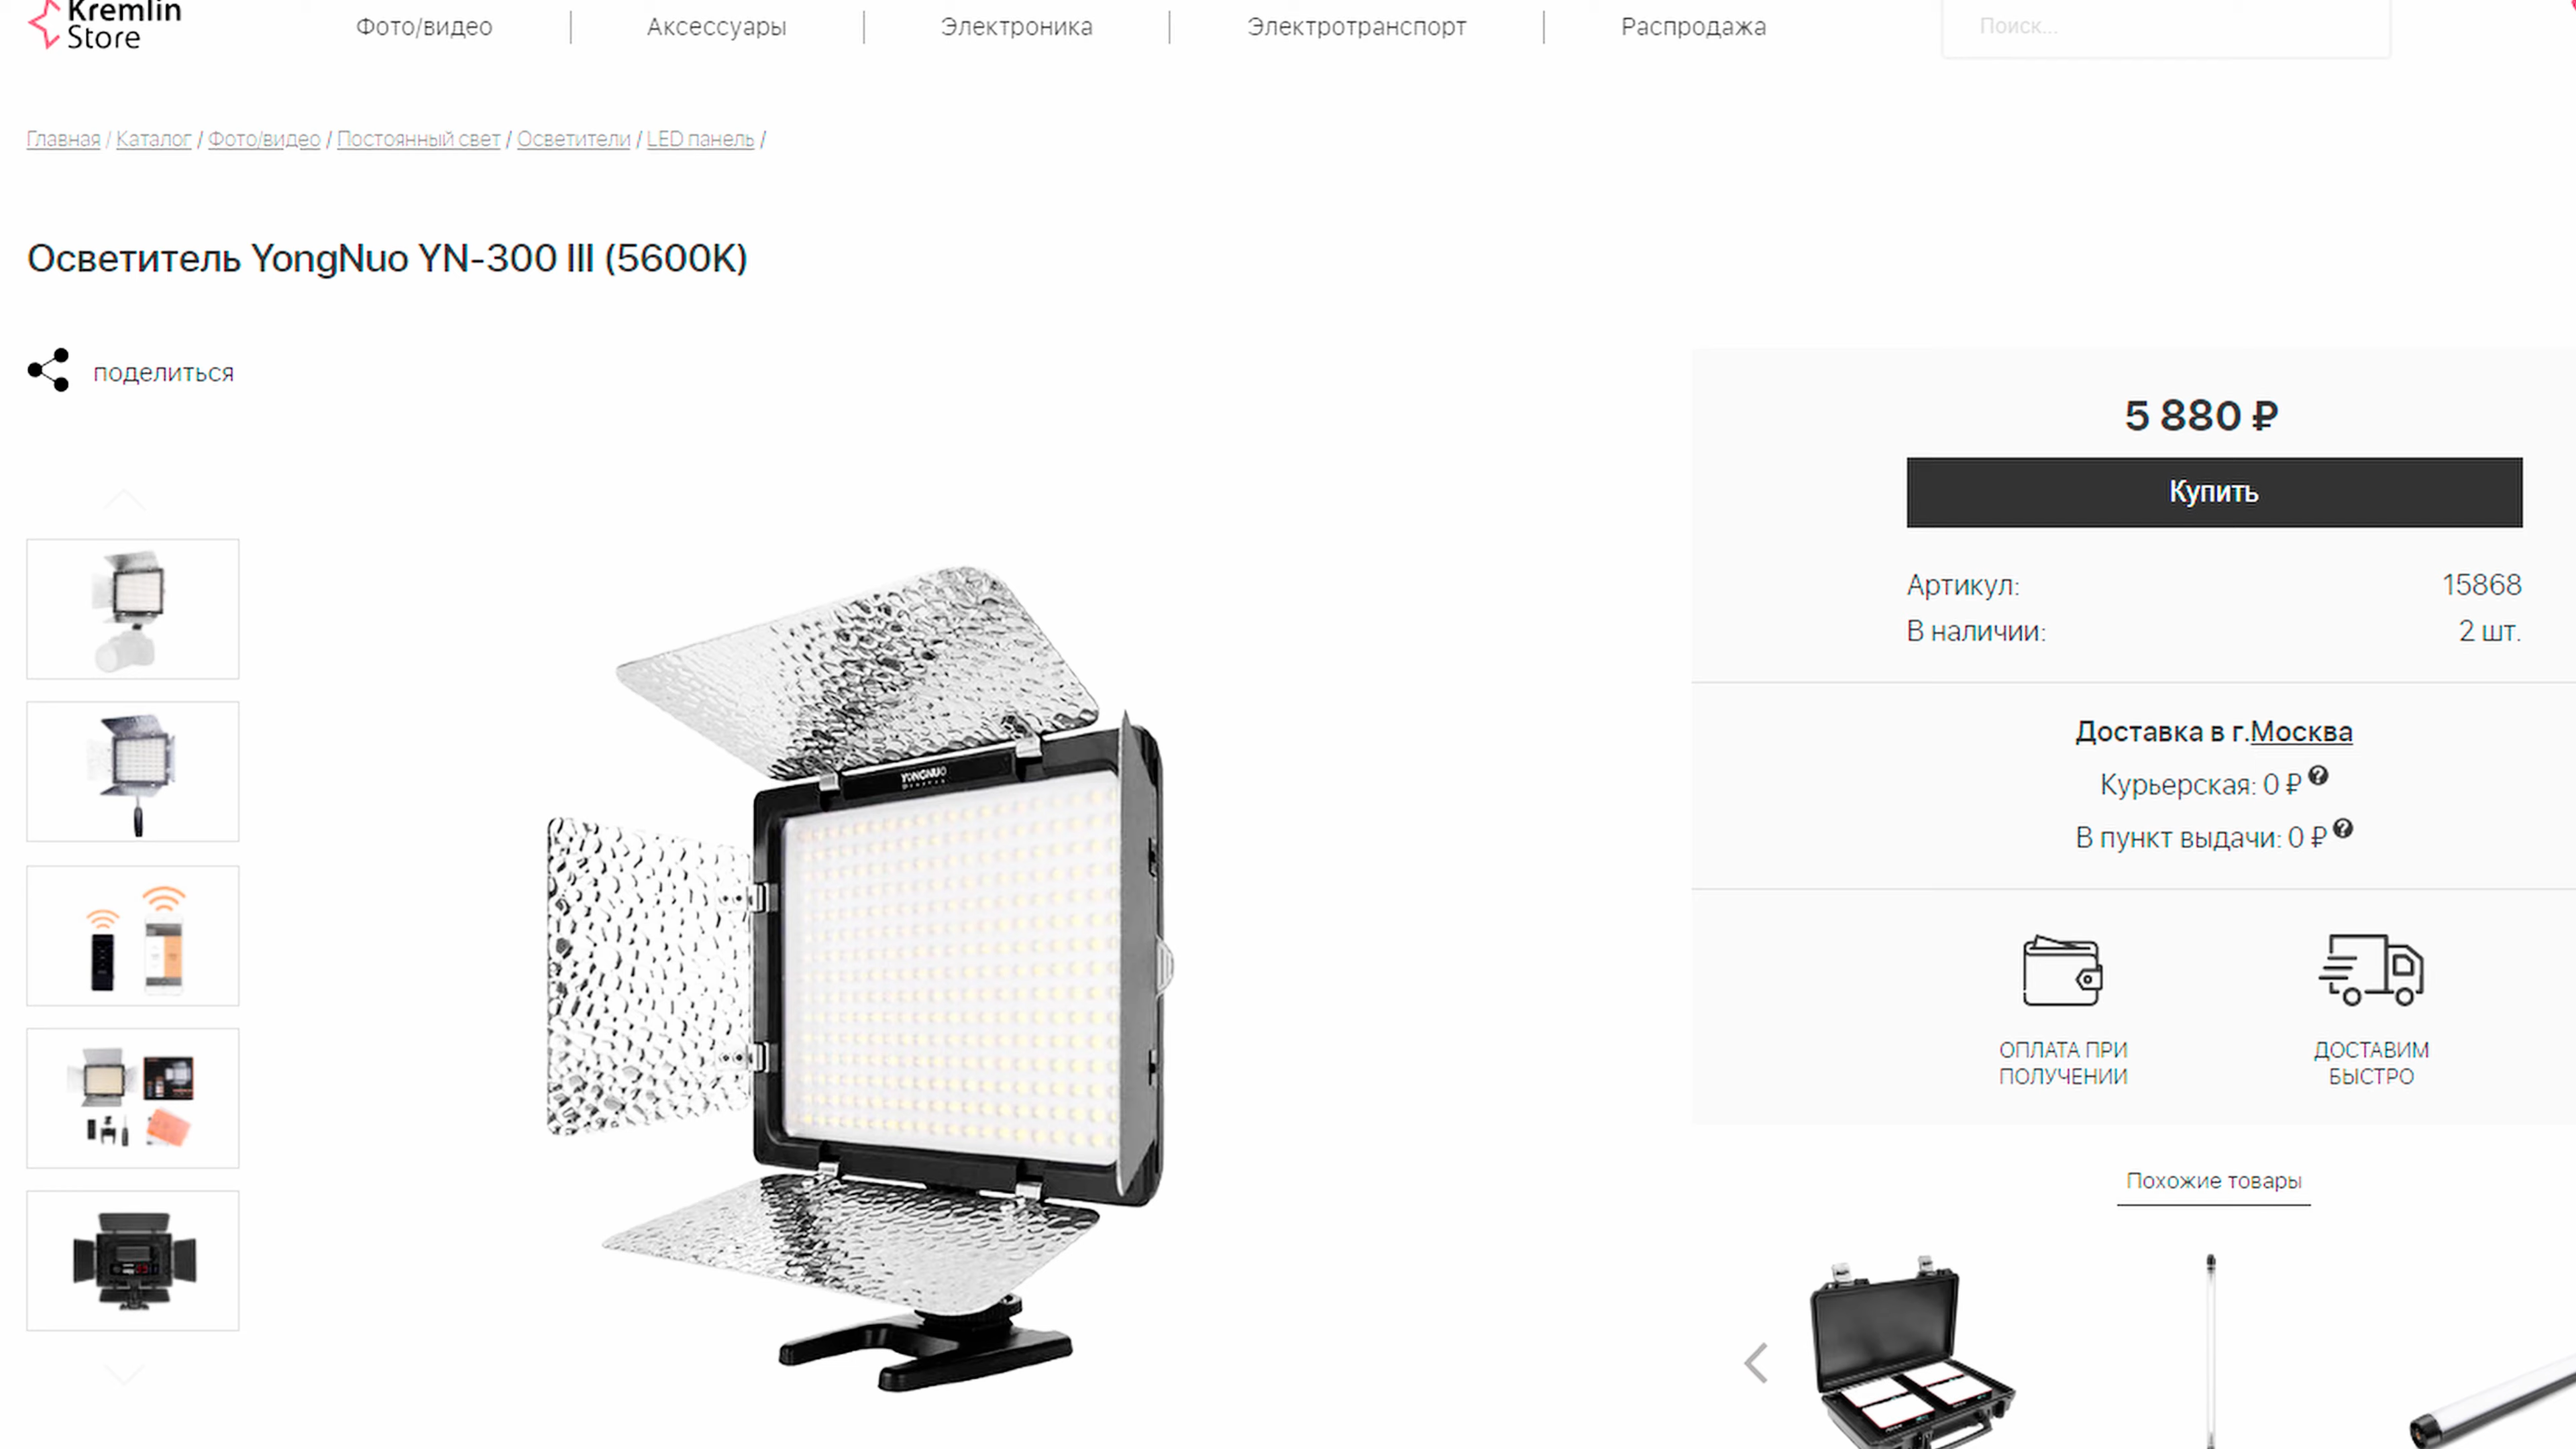 Kremlin
Store
Фото/видео
Аксессуары
Электроника
Электротранспорт
Распродажа
Поиск...
Главная / Каталог / Фото/видео / Постоянный свет / Осветители / LED панель /
Осветитель YongNuo YN-300 III (5600K)
поделиться
5 880 ₽
Купить
Артикул: 15868
В наличии: 2 шт.
Доставка в г.Москва
Курьерская: 0 ₽ ?
В пункт выдачи: 0 ₽ ?
ОПЛАТА ПРИ
ПОЛУЧЕНИИ
ДОСТАВИМ
БЫСТРО
Похожие товары
YONGNUO